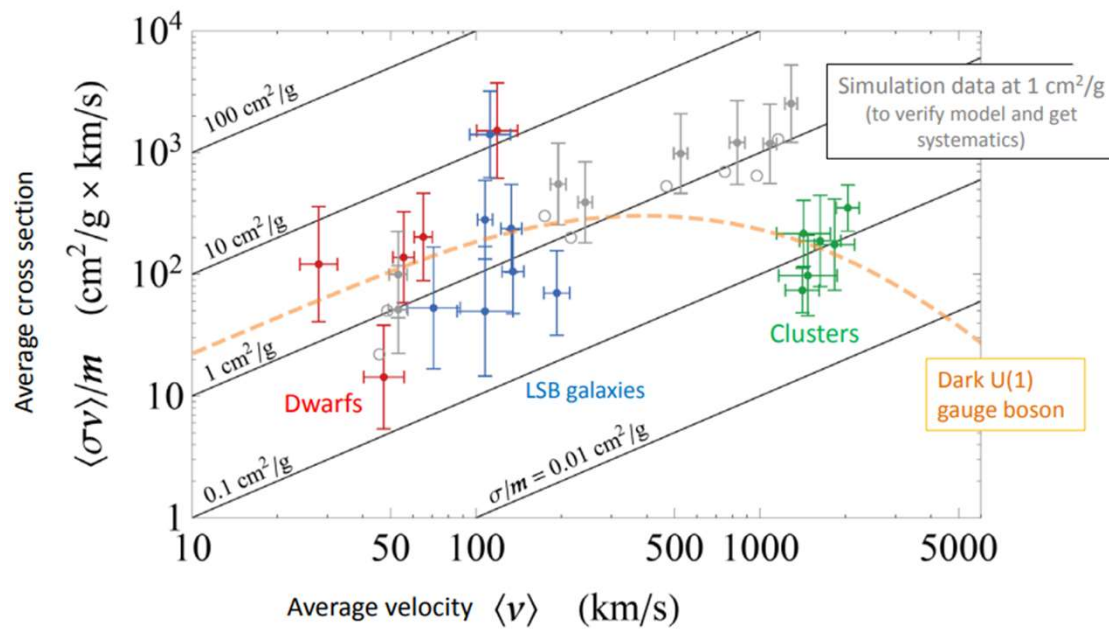 10⁴
10³
10²
10
1
Average cross section
⟨σv⟩/m (cm²/g × km/s)
100 cm²/g
10 cm²/g
1 cm²/g
0.1 cm²/g
σ/m = 0.01 cm²/g
Simulation data at 1 cm²/g
(to verify model and get
systematics)
Dwarfs
LSB galaxies
Clusters
Dark U(1)
gauge boson
10 50 100 500 1000 5000
Average velocity ⟨v⟩ (km/s)